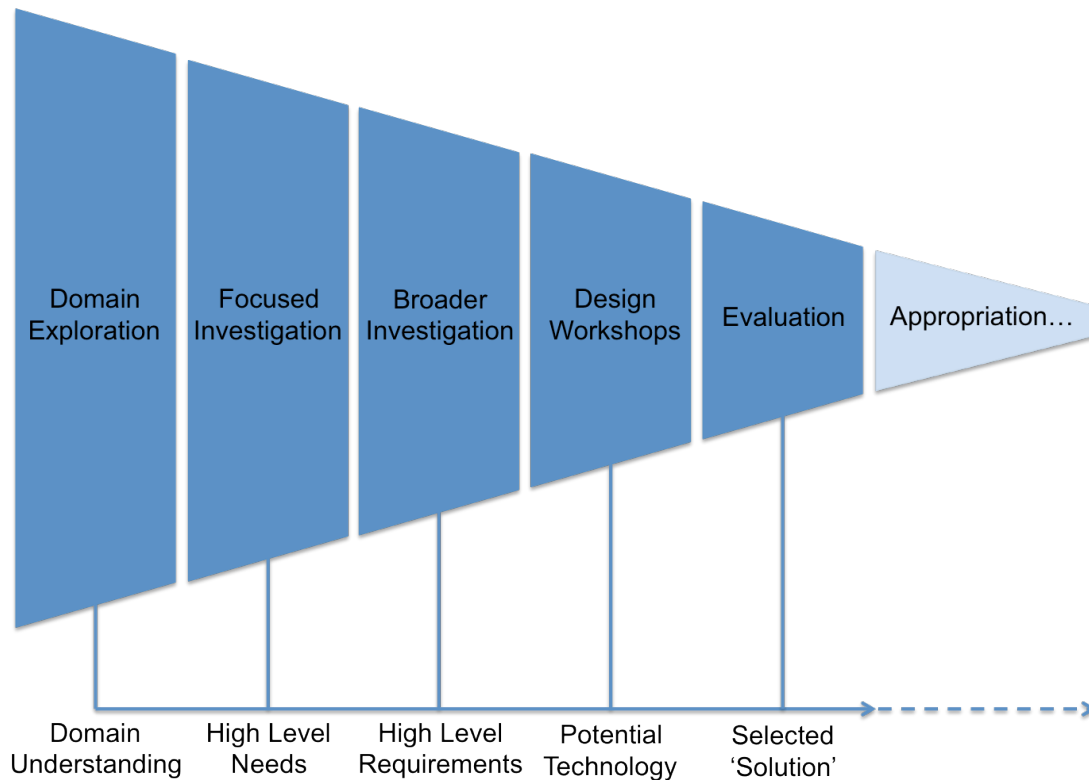 Domain
Exploration
Focused
Investigation
Broader
Investigation
Design
Workshops
Evaluation
Appropriation…
Domain
Understanding
High Level
Needs
High Level
Requirements
Potential
Technology
Selected
‘Solution’